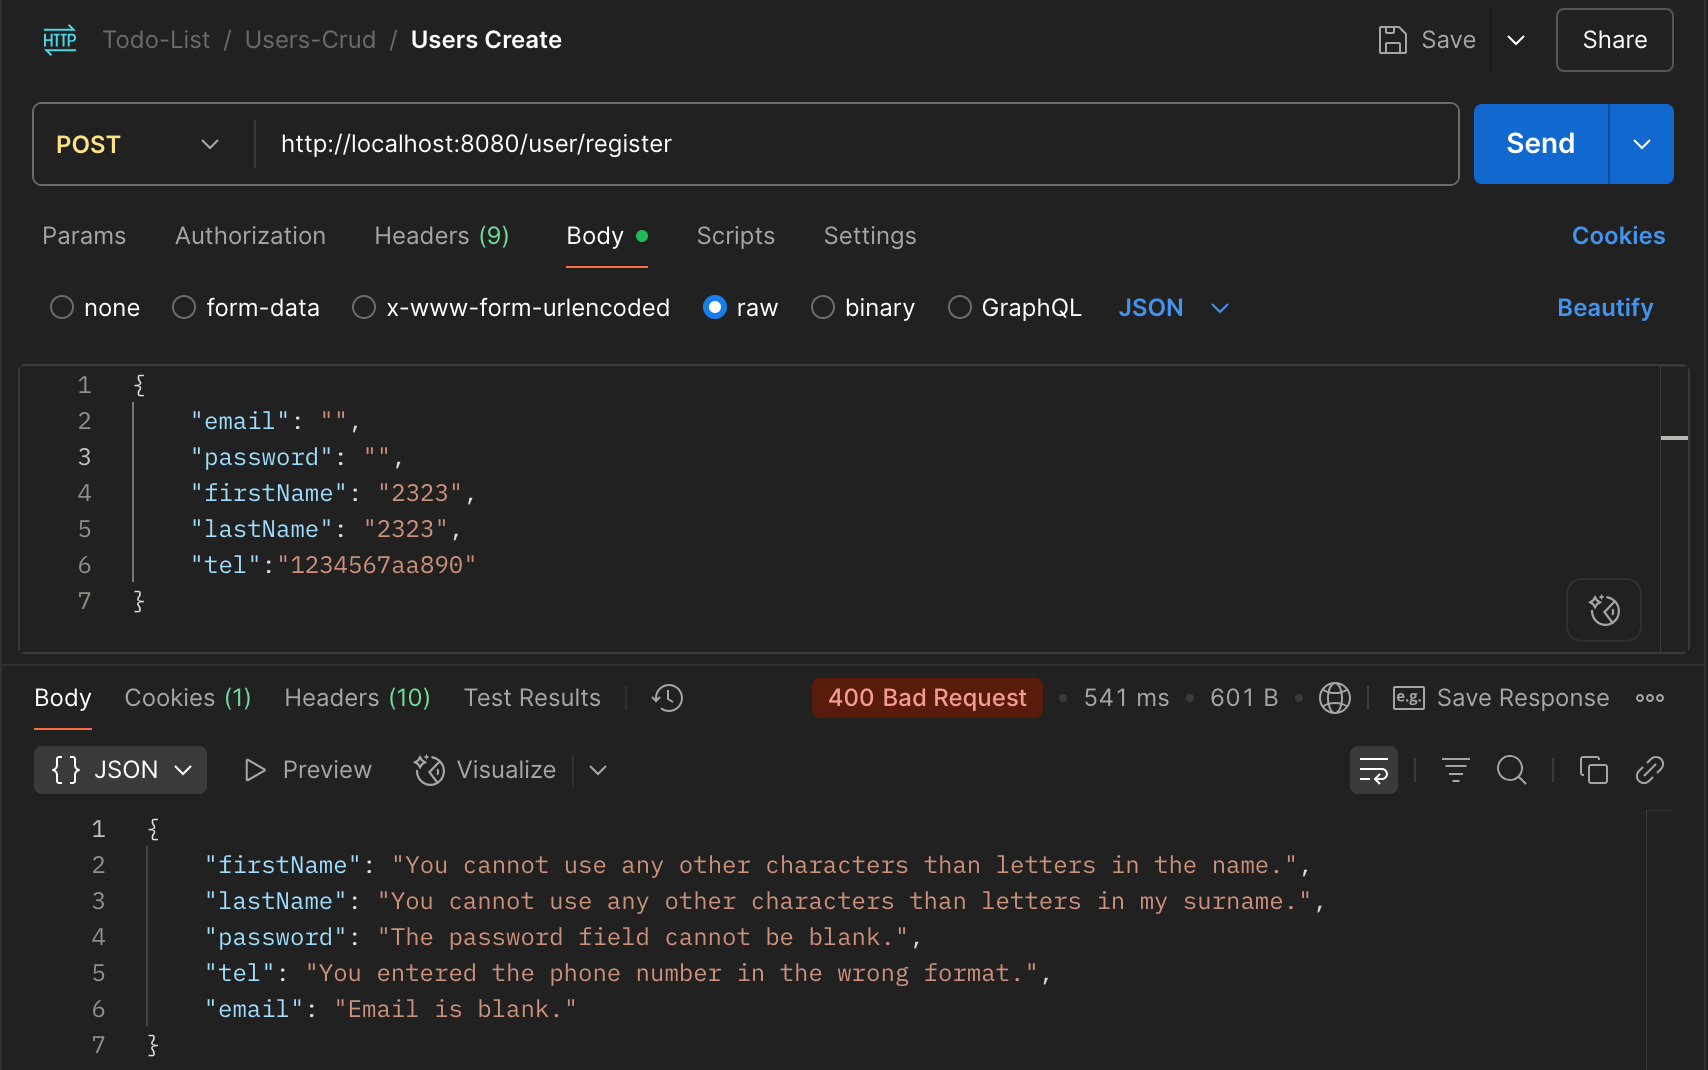 HTTP Todo-List / Users-Crud / Users Create Save Share
POST http://localhost:8080/user/register Send
Params Authorization Headers (9) Body Scripts Settings Cookies
none form-data x-www-form-urlencoded raw binary GraphQL JSON Beautify
1 {
2 "email": "",
3 "password": "",
4 "firstName": "2323",
5 "lastName": "2323",
6 "tel":"1234567aa890"
7 }
Body Cookies (1) Headers (10) Test Results 400 Bad Request • 541 ms • 601 B • e.g. Save Response
{} JSON Preview Visualize
1 {
2 "firstName": "You cannot use any other characters than letters in the name.",
3 "lastName": "You cannot use any other characters than letters in my surname.",
4 "password": "The password field cannot be blank.",
5 "tel": "You entered the phone number in the wrong format.",
6 "email": "Email is blank."
7 }